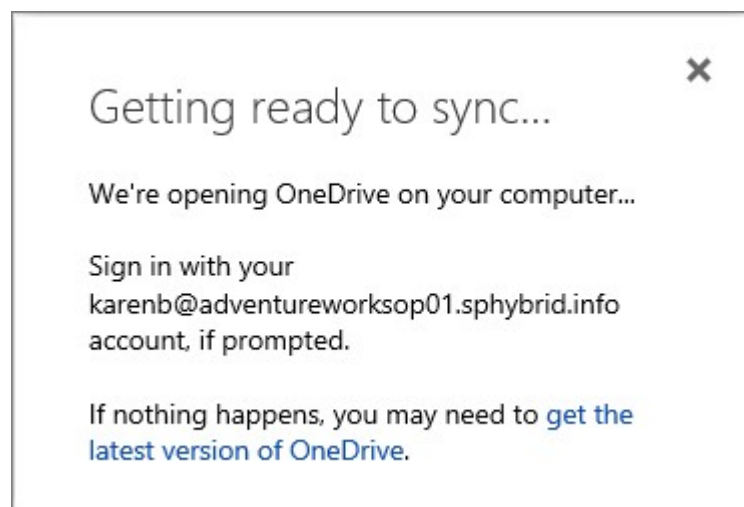 Getting ready to sync...
We're opening OneDrive on your computer...
Sign in with your
karenb@adventureworksop01.sphybrid.info
account, if prompted.
If nothing happens, you may need to get the
latest version of OneDrive.